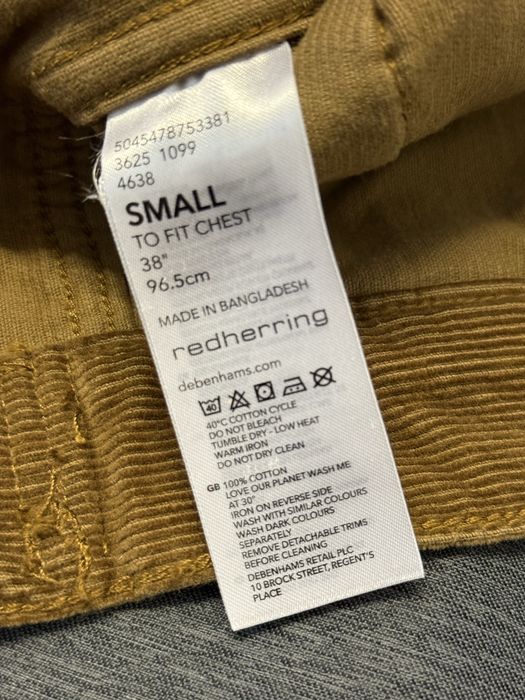 5045478753381
3625 1099
4638
SMALL
TO FIT CHEST
38"
96.5cm
MADE IN BANGLADESH
redherring
debenhams.com
40
40°C COTTON CYCLE
DO NOT BLEACH
TUMBLE DRY - LOW HEAT
WARM IRON
DO NOT DRY CLEAN
GB 100% COTTON
LOVE OUR PLANET WASH ME
AT 30°
IRON ON REVERSE SIDE
WASH WITH SIMILAR COLOURS
WASH DARK COLOURS
SEPARATELY
REMOVE DETACHABLE TRIMS
BEFORE CLEANING
DEBENHAMS RETAIL PLC
10 BROCK STREET, REGENT'S
PLACE